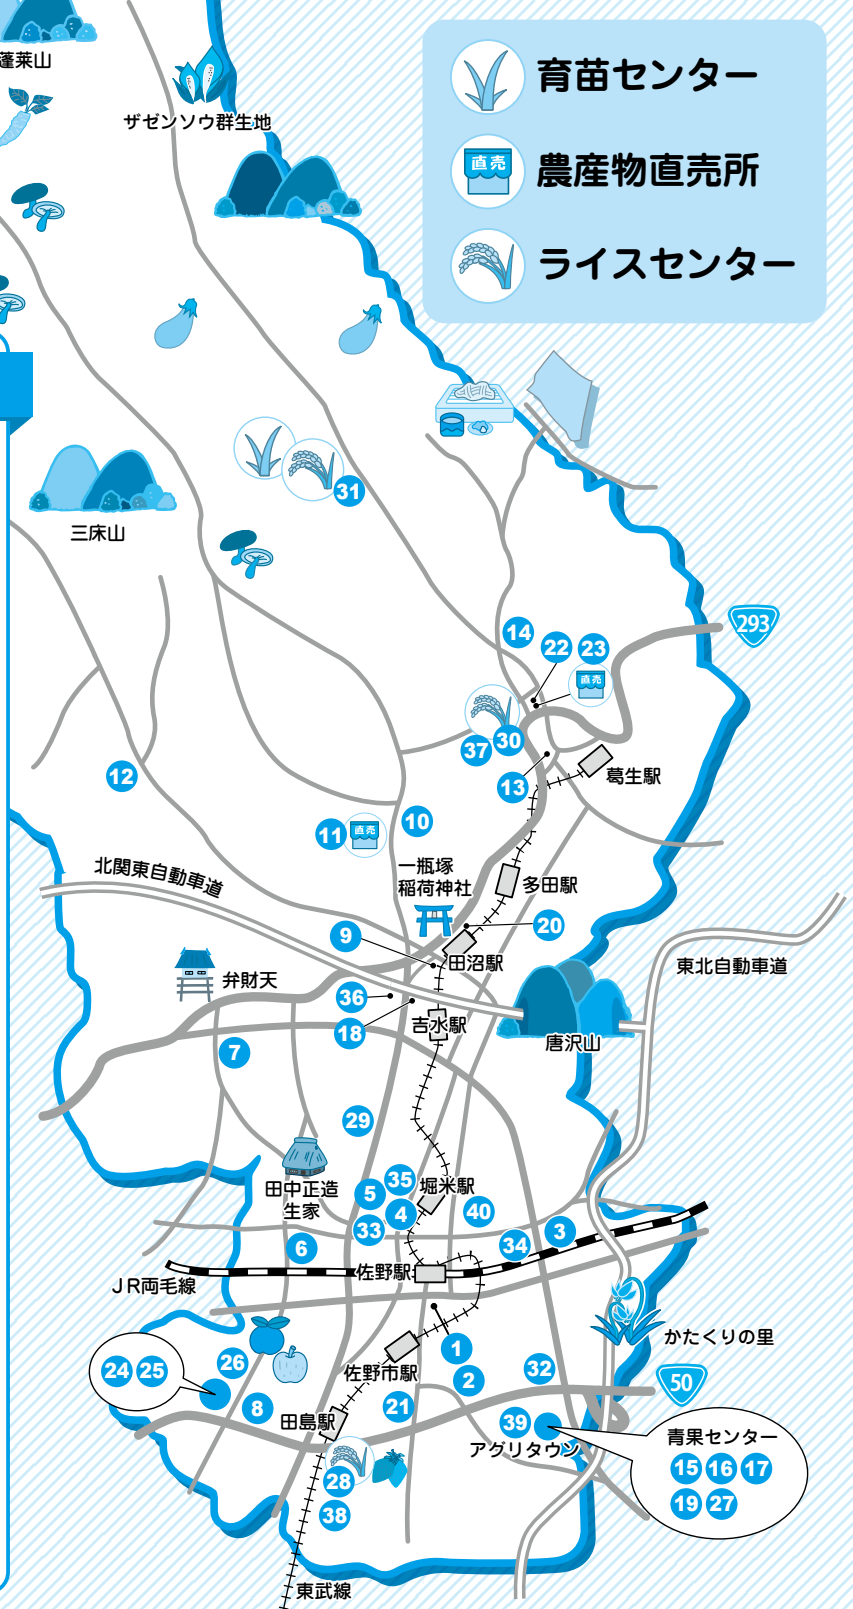 蓬莱山
ザゼンソウ群生地
育苗センター
直売
農産物直売所
ライスセンター
三床山
31
293
14
22
23
直売
37
30
13
葛生駅
12
11
直売
10
北関東自動車道
一瓶塚
稲荷神社
多田駅
9
20
田沼駅
東北自動車道
弁財天
36
18
吉水駅
唐沢山
7
29
田中正造
生家
5
35
堀米駅
33
4
40
6
34
3
佐野駅
JR両毛線
かたくりの里
24
25
26
1
佐野市駅
2
32
50
8
田島駅
21
39
アグリタウン
青果センター
15
16
17
19
27
28
38
東武線